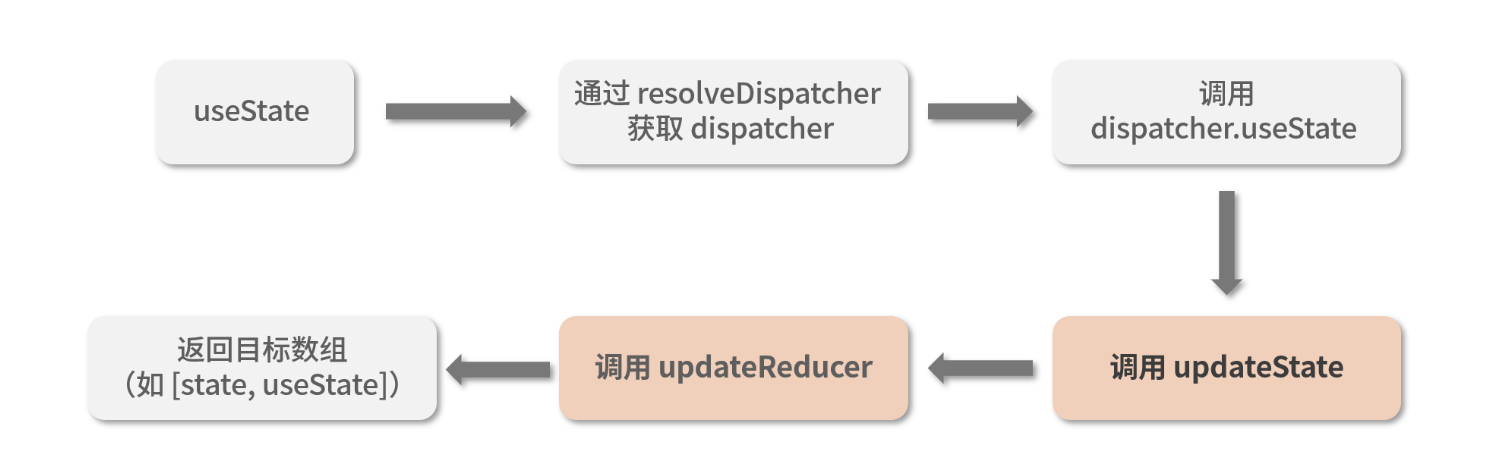 useState
通过 resolveDispatcher
获取 dispatcher
调用
dispatcher.useState
调用 updateState
调用 updateReducer
返回目标数组
（如 [state, useState]）